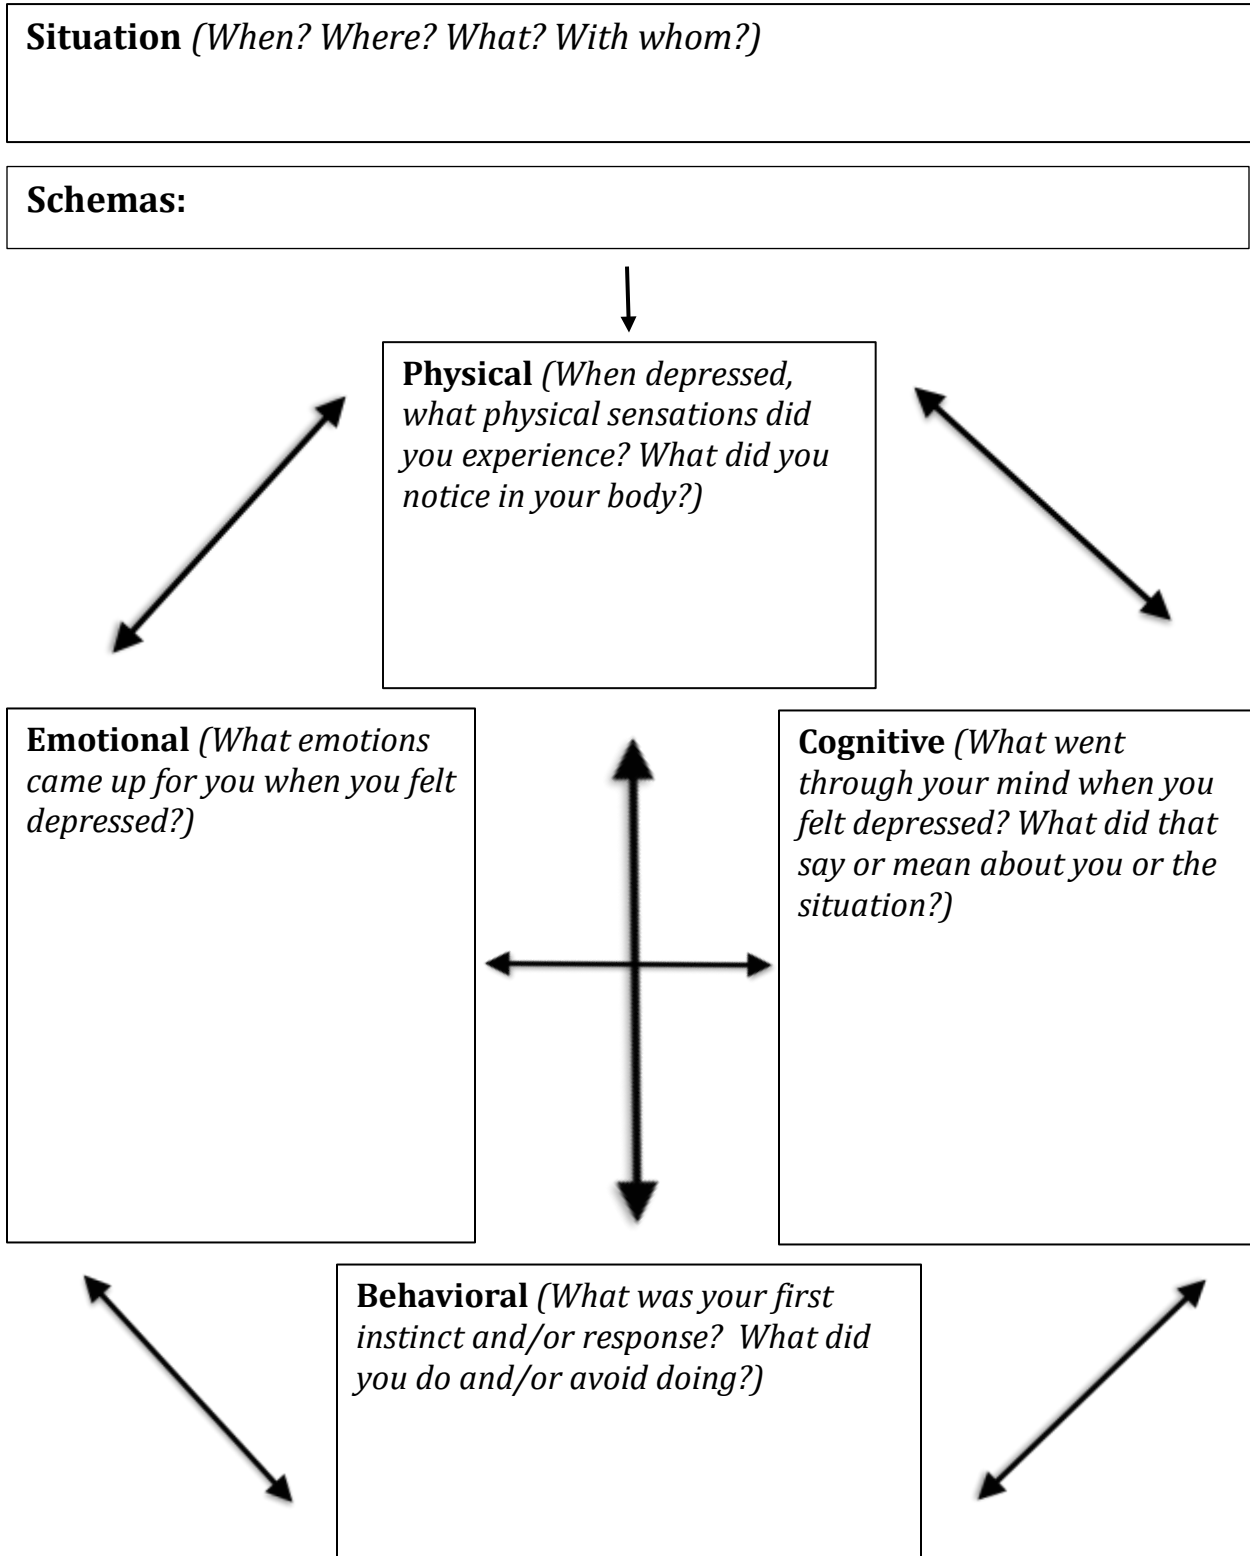 Situation (When? Where? What? With whom?)
Schemas:
Physical (When depressed,
what physical sensations did
you experience? What did you
notice in your body?)
Emotional (What emotions
came up for you when you felt
depressed?)
Cognitive (What went
through your mind when you
felt depressed? What did that
say or mean about you or the
situation?)
Behavioral (What was your first
instinct and/or response?  What did
you do and/or avoid doing?)